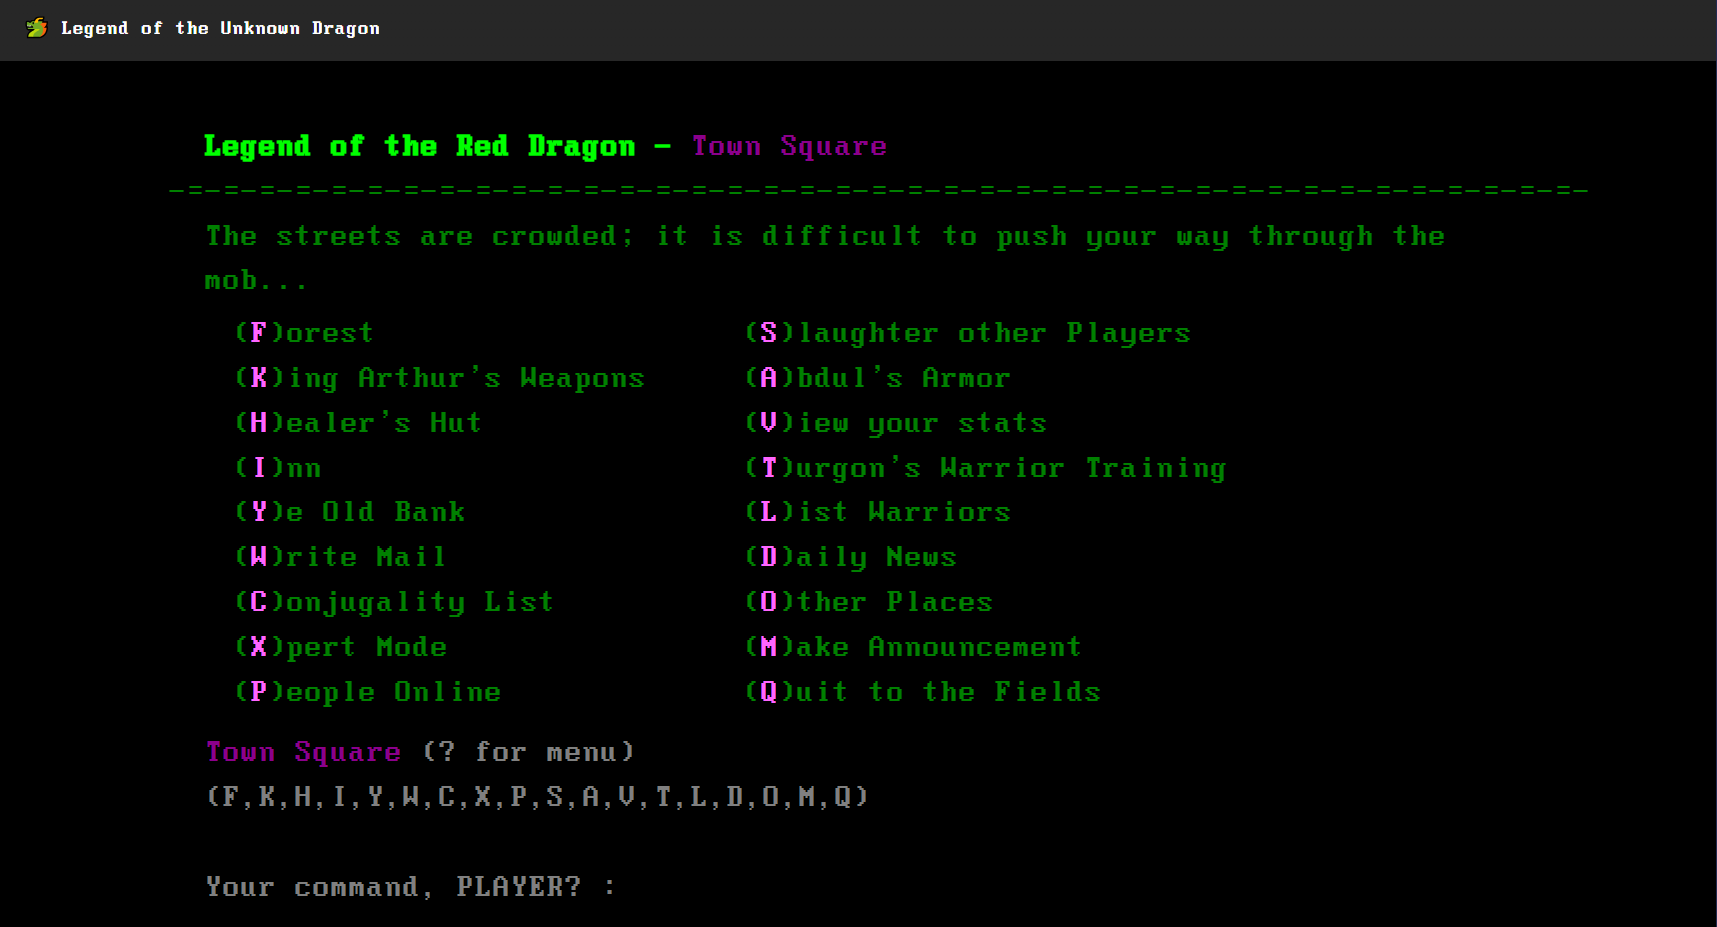 Legend of the Unknown Dragon
Legend of the Red Dragon - Town Square
-=-=-=-=-=-=-=-=-=-=-=-=-=-=-=-=-=-=-=-=-=-=-=-=-=-=-=-=-=-=-=-=-=-=-=-=-=-=-=-
The streets are crowded; it is difficult to push your way through the
mob...
(F)orest (S)laughter other Players
(K)ing Arthur's Weapons (A)bdul's Armor
(H)ealer's Hut (V)iew your stats
(I)nn (T)urgon's Warrior Training
(Y)e Old Bank (L)ist Warriors
(W)rite Mail (D)aily News
(C)onjugality List (O)ther Places
(X)pert Mode (M)ake Announcement
(P)eople Online (Q)uit to the Fields
Town Square (? for menu)
(F,K,H,I,Y,W,C,X,P,S,A,V,T,L,D,O,M,Q)
Your command, PLAYER? :